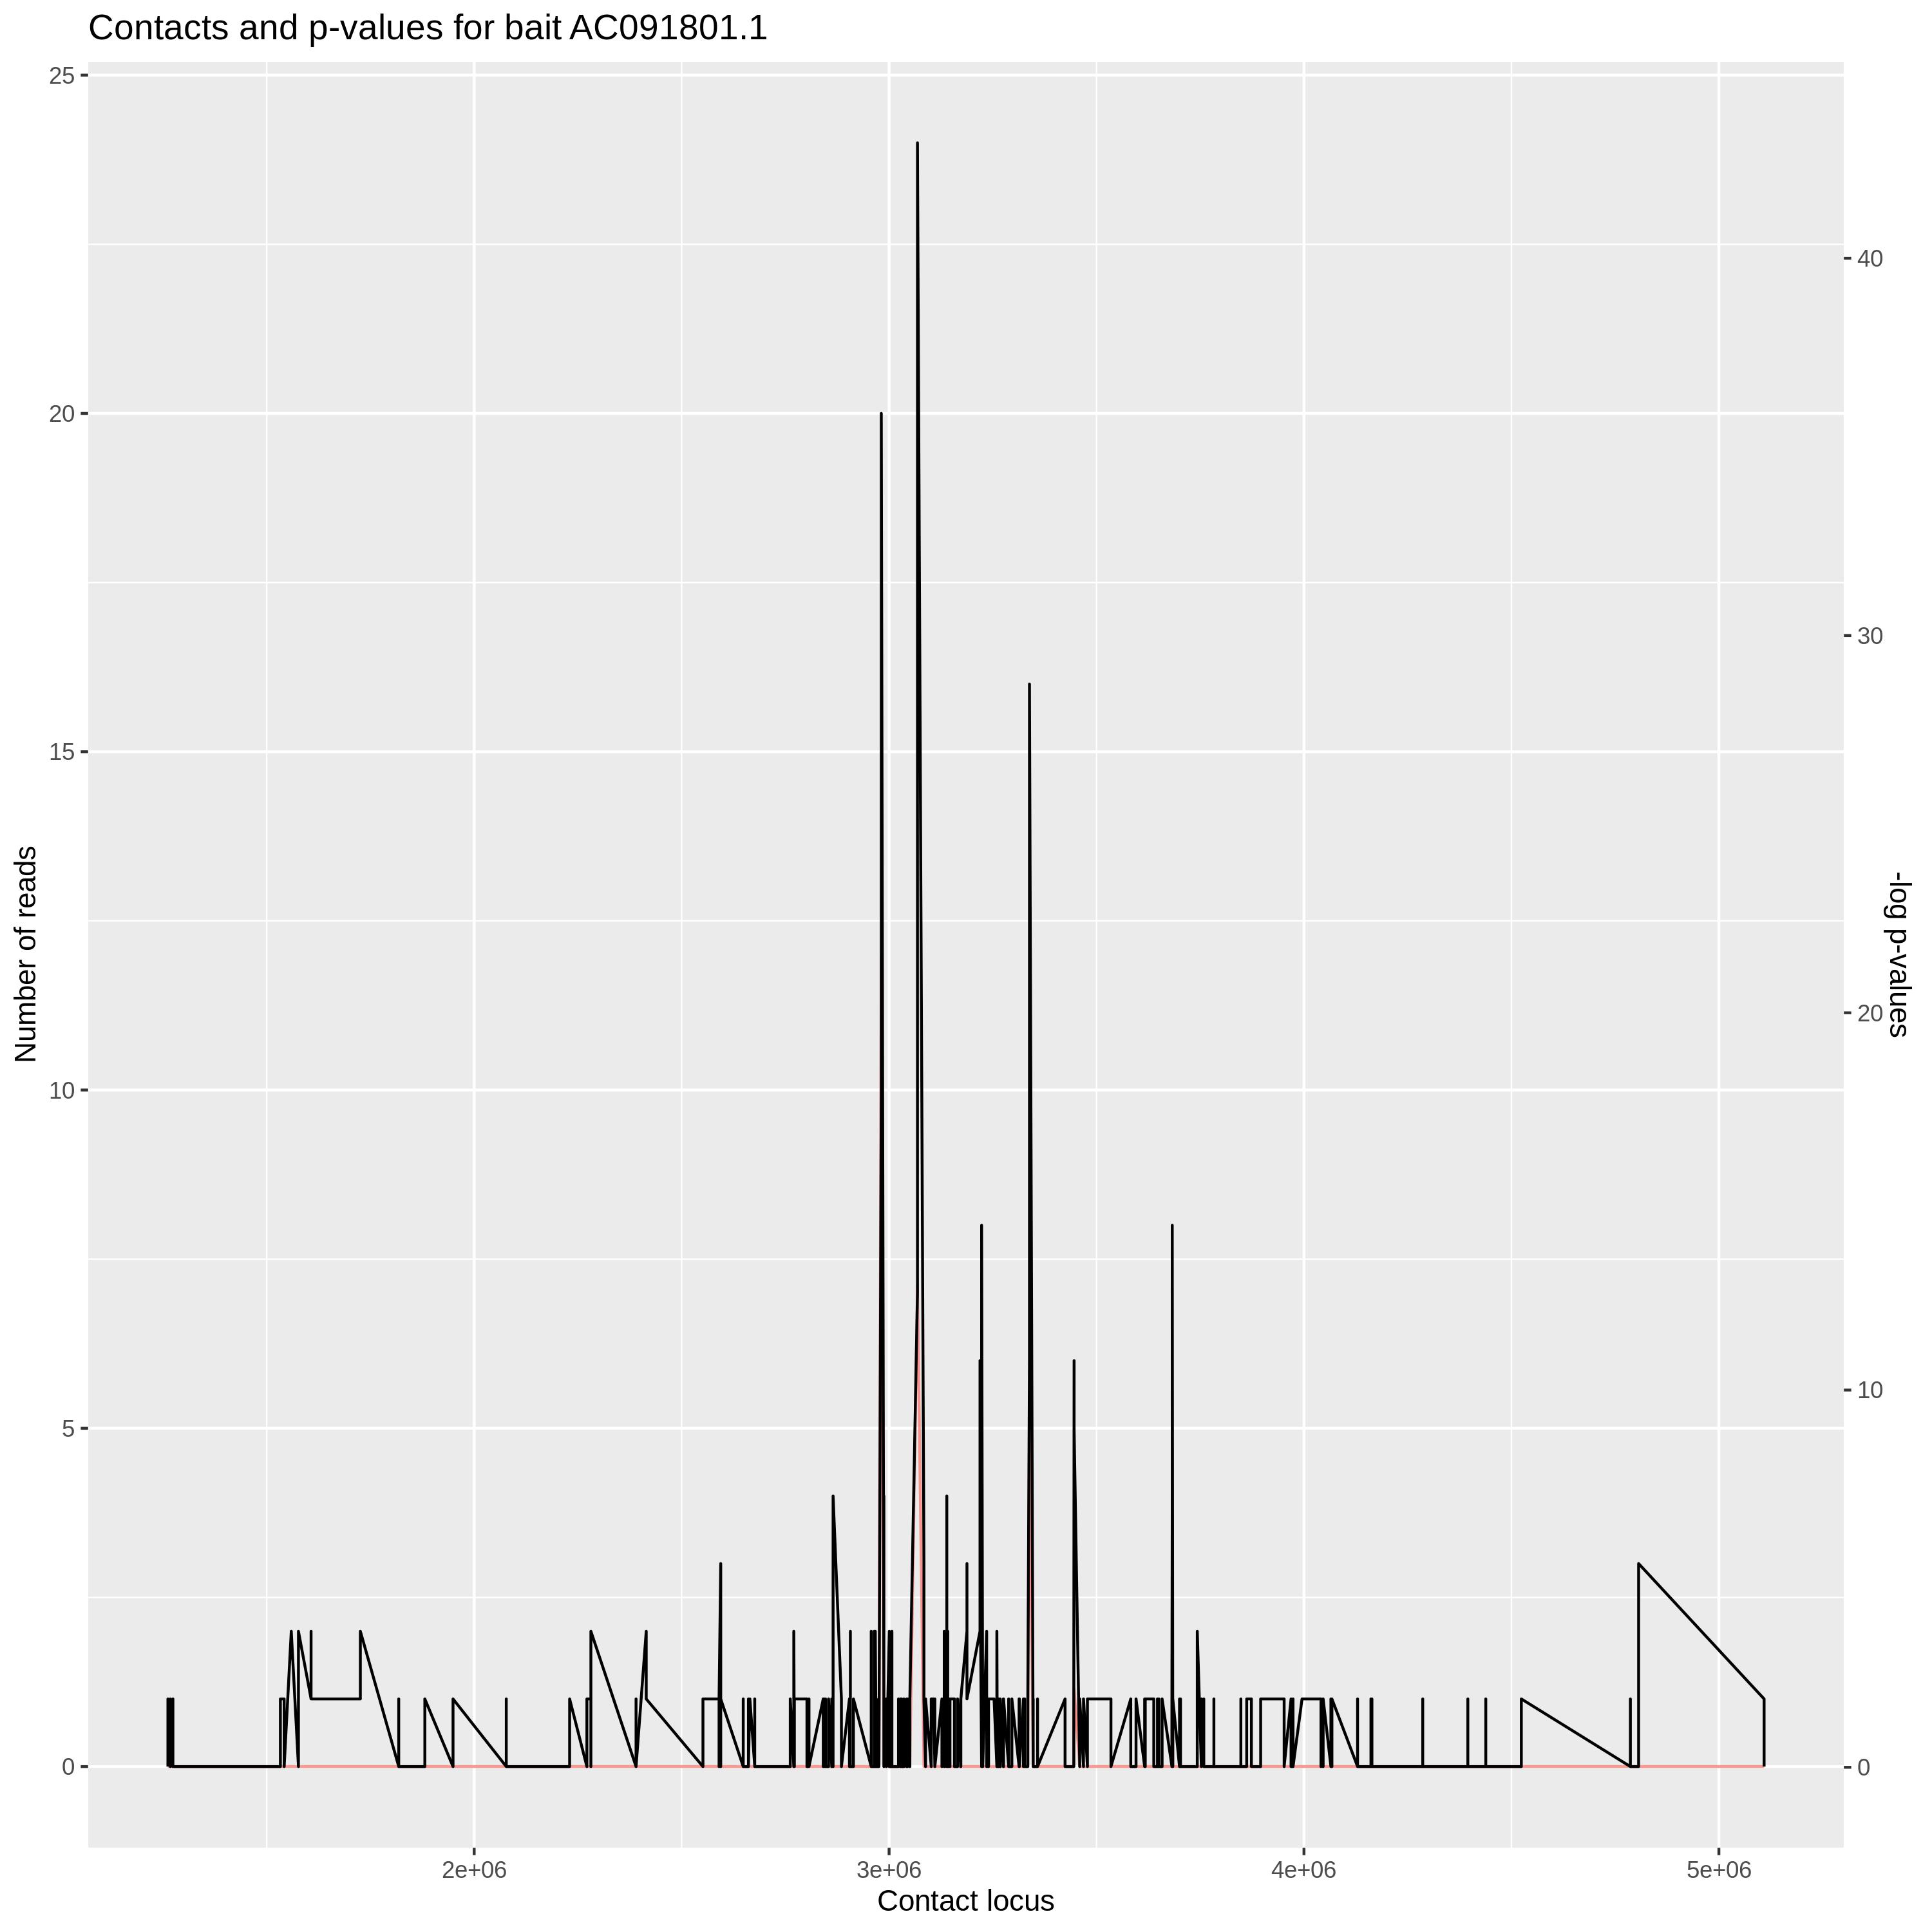 Contacts and p-values for bait AC091801.1
25
20
15
10
5
0
Number of reads
40
30
20
10
0
-log p-values
2e+06
3e+06
4e+06
5e+06
Contact locus